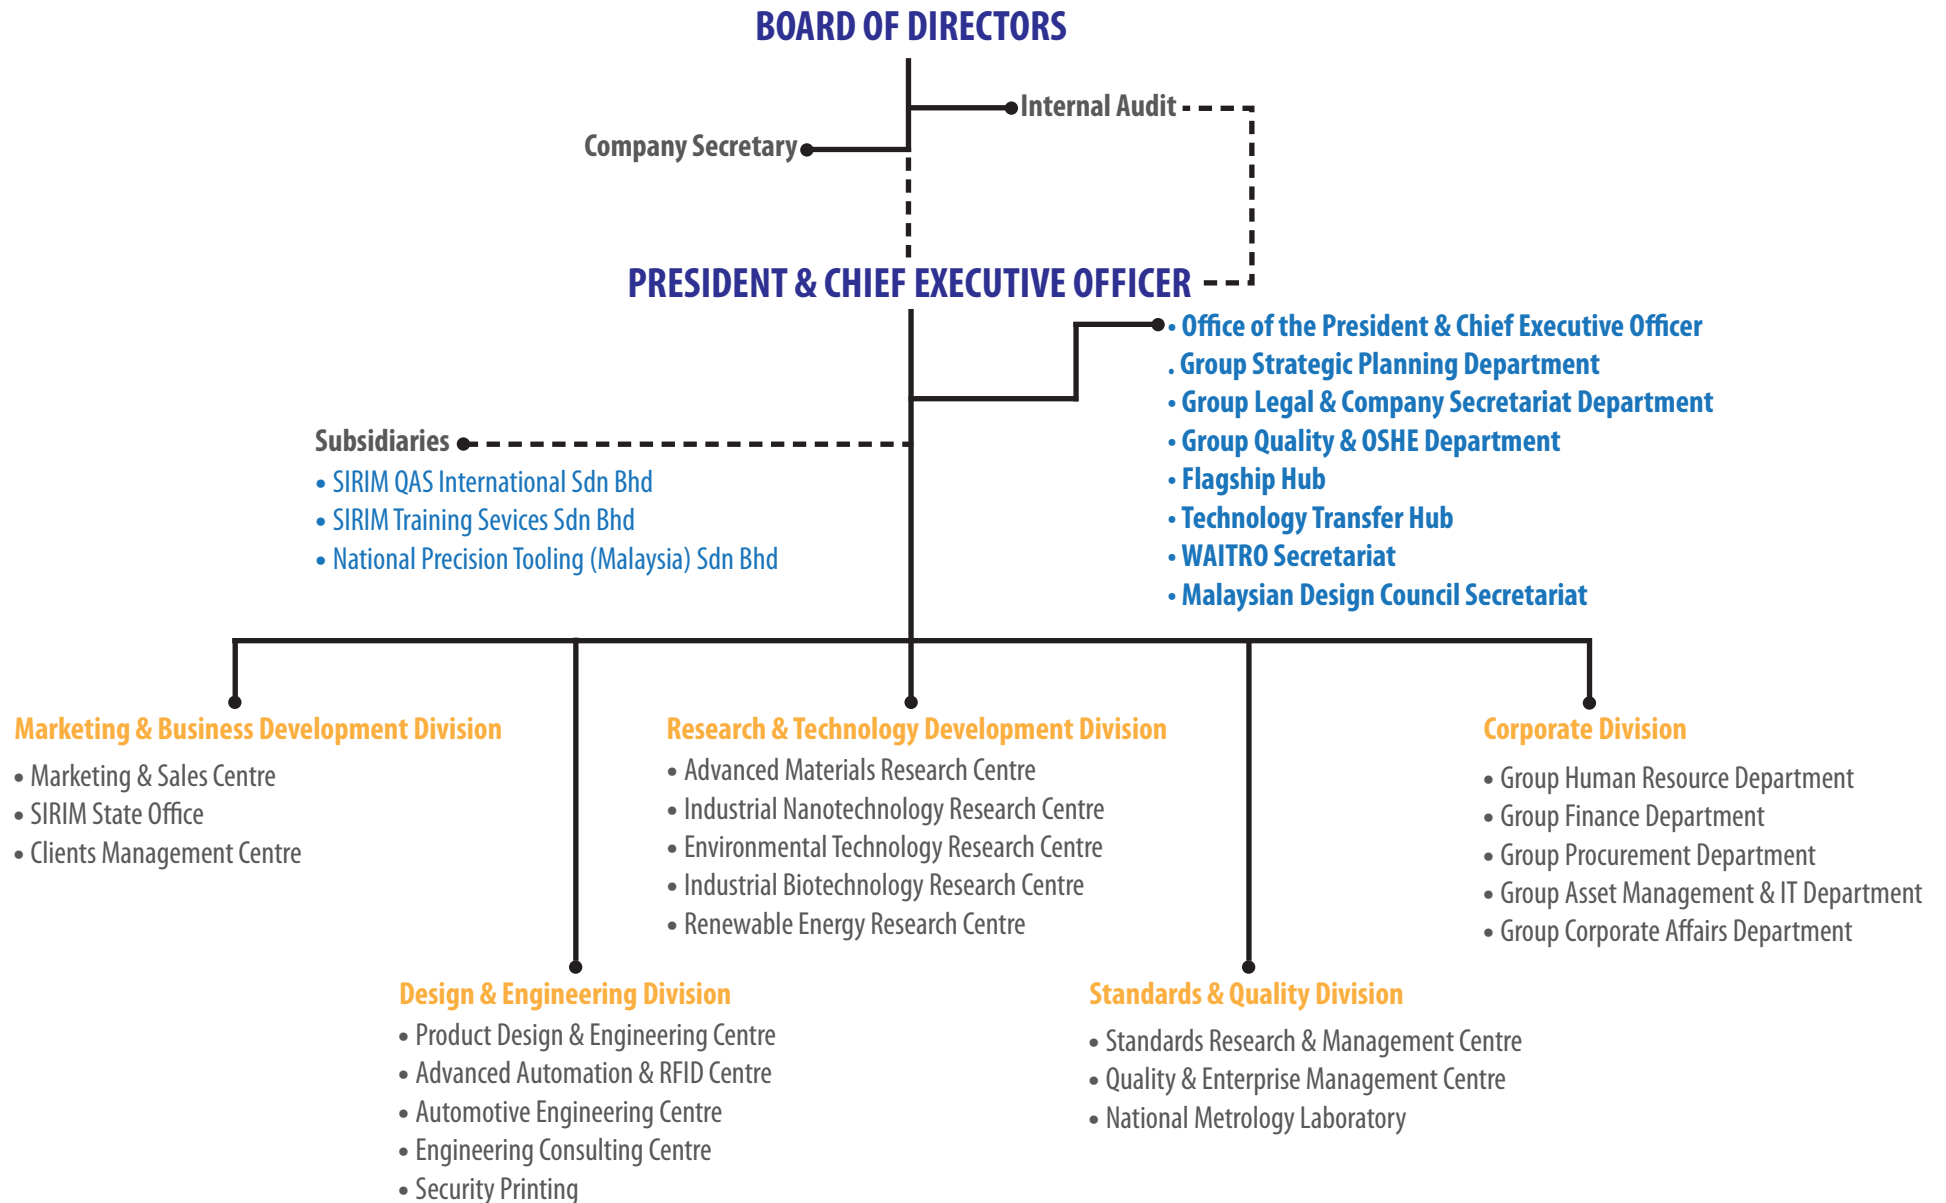 BOARD OF DIRECTORS
Internal Audit
Company Secretary
PRESIDENT & CHIEF EXECUTIVE OFFICER
• Office of the President & Chief Executive Officer
. Group Strategic Planning Department
• Group Legal & Company Secretariat Department
• Group Quality & OSHE Department
• Flagship Hub
• Technology Transfer Hub
• WAITRO Secretariat
• Malaysian Design Council Secretariat
Subsidiaries
• SIRIM QAS International Sdn Bhd
• SIRIM Training Sevices Sdn Bhd
• National Precision Tooling (Malaysia) Sdn Bhd
Marketing & Business Development Division
• Marketing & Sales Centre
• SIRIM State Office
• Clients Management Centre
Research & Technology Development Division
• Advanced Materials Research Centre
• Industrial Nanotechnology Research Centre
• Environmental Technology Research Centre
• Industrial Biotechnology Research Centre
• Renewable Energy Research Centre
Corporate Division
• Group Human Resource Department
• Group Finance Department
• Group Procurement Department
• Group Asset Management & IT Department
• Group Corporate Affairs Department
Design & Engineering Division
• Product Design & Engineering Centre
• Advanced Automation & RFID Centre
• Automotive Engineering Centre
• Engineering Consulting Centre
• Security Printing
Standards & Quality Division
• Standards Research & Management Centre
• Quality & Enterprise Management Centre
• National Metrology Laboratory